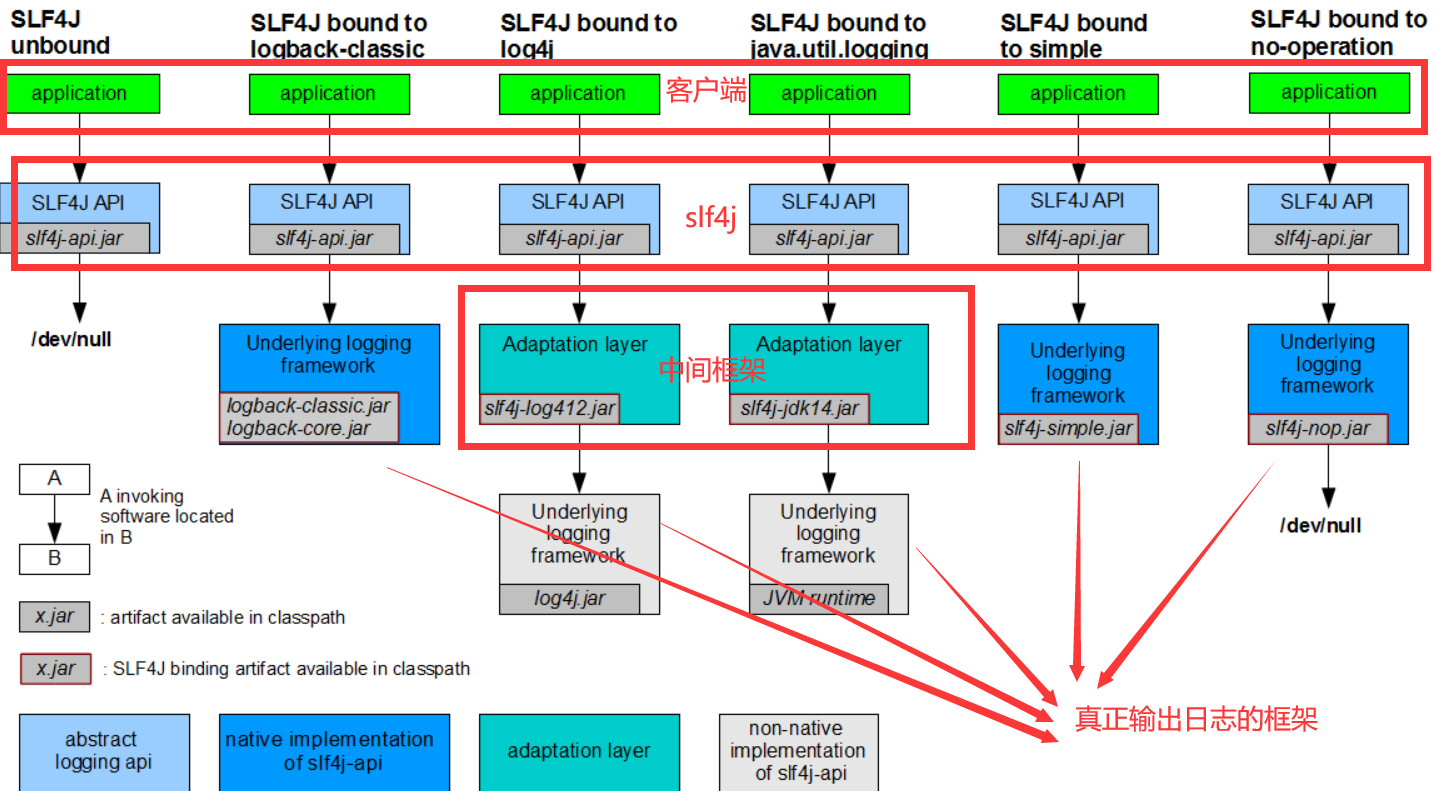 SLF4J
unbound
SLF4J bound to
logback-classic
SLF4J bound to
log4j
SLF4J bound to
java.util.logging
SLF4J bound
to simple
SLF4J bound to
no-operation
application
application
application
客户端
application
application
application
SLF4J API
slf4j-api.jar
SLF4J API
slf4j-api.jar
SLF4J API
slf4j-api.jar
slf4j
SLF4J API
slf4j-api.jar
SLF4J API
slf4j-api.jar
SLF4J API
slf4j-api.jar
/dev/null
Underlying logging
framework
logback-classic.jar
logback-core.jar
Adaptation layer
slf4j-log412.jar
中间框架
Adaptation layer
slf4j-jdk14.jar
Underlying
logging
framework
slf4j-simple.jar
Underlying
logging
framework
slf4j-nop.jar
A
B
A invoking
software located
in B
Underlying
logging
framework
log4j.jar
Underlying
logging
framework
JVM runtime
/dev/null
x.jar
: artifact available in classpath
x.jar
: SLF4J binding artifact available in classpath
真正输出日志的框架
abstract
logging api
native implementation
of slf4j-api
adaptation layer
non-native
implementation
of slf4j-api